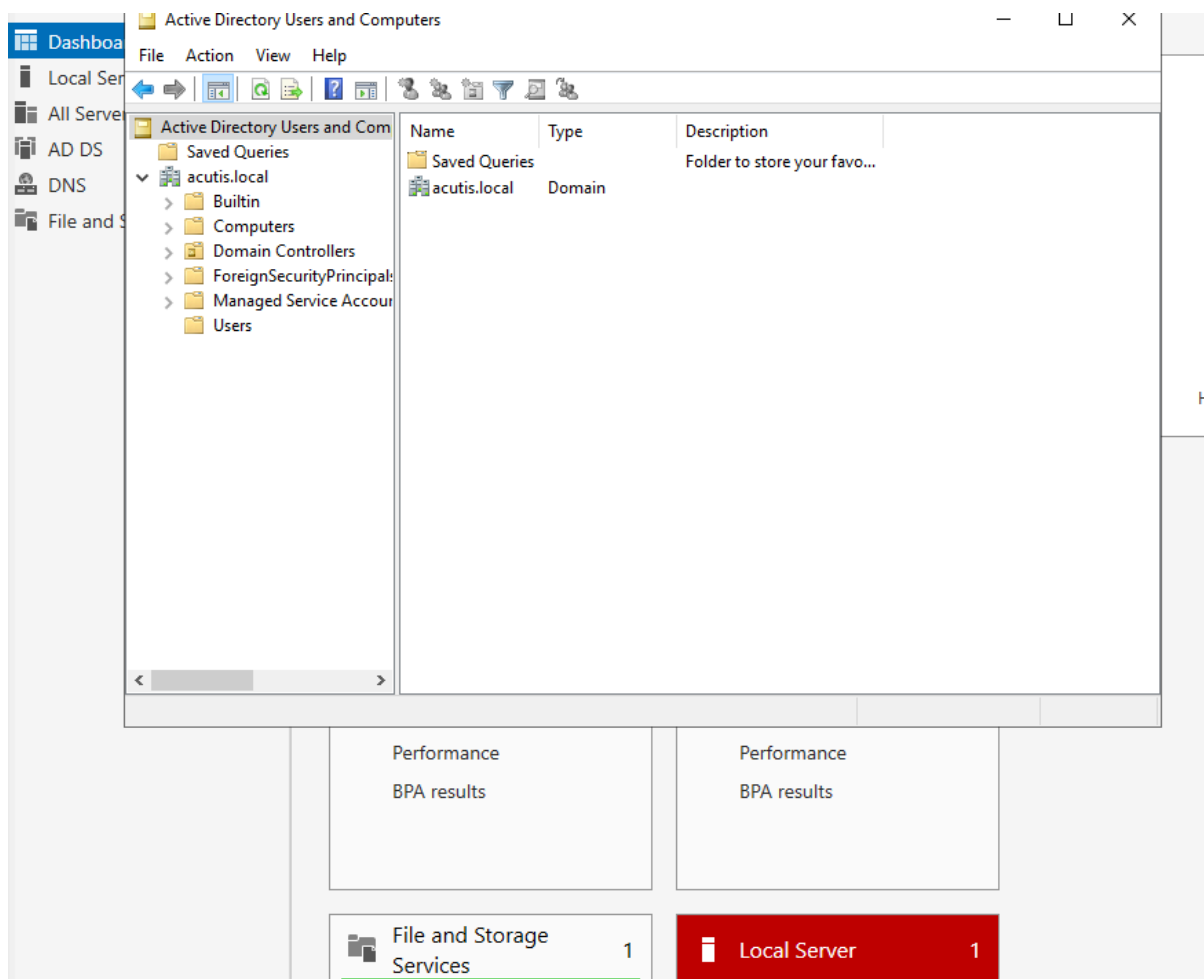 Active Directory Users and Computers
File Action View Help
Dashboa
Local Ser
All Server
AD DS
DNS
File and S
Active Directory Users and Com
Saved Queries
acutis.local
Builtin
Computers
Domain Controllers
ForeignSecurityPrincipals
Managed Service Accour
Users
Name Type Description
Saved Queries Folder to store your favo...
acutis.local Domain
H
Performance
BPA results
Performance
BPA results
File and Storage
Services
1
Local Server 1